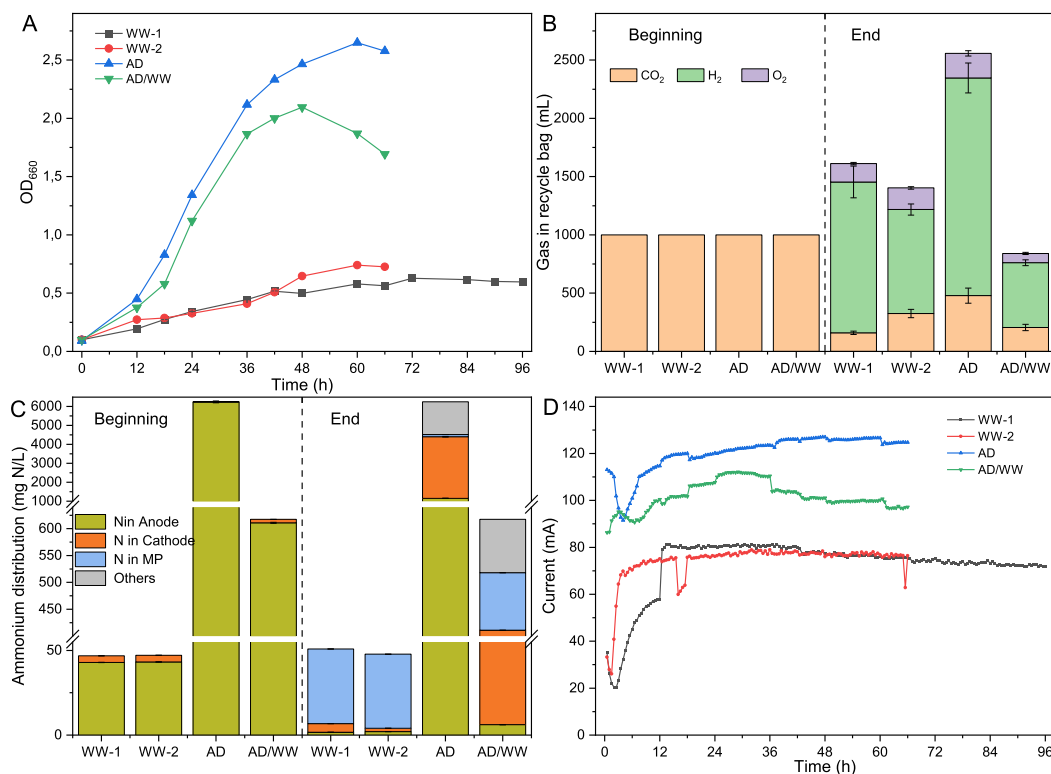 A
WW-1
WW-2
AD
AD/WW
2,5
2,0
1,5
1,0
0,5
0,0
OD660
0 12 24 36 48 60 72 84 96
Time (h)
B
Beginning End
CO2 H2 O2
2500
2000
1500
1000
500
0
Gas in recycle bag (mL)
WW-1 WW-2 AD AD/WW WW-1 WW-2 AD AD/WW
C
Beginning End
6000
5000
4000
3000
2000
1000
600
550
500
450
50
0
Ammonium distribution (mg N/L)
Nin Anode
N in Cathode
N in MP
Others
WW-1 WW-2 AD AD/WW WW-1 WW-2 AD AD/WW
D
WW-1
WW-2
AD
AD/WW
140
120
100
80
60
40
20
0
Current (mA)
0 12 24 36 48 60 72 84 96
Time (h)